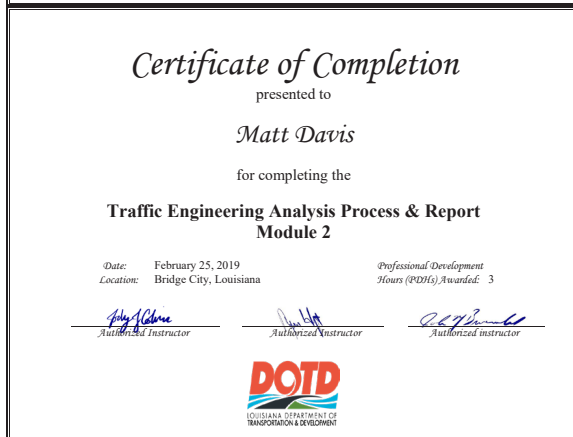 Certificate of Completion
presented to
Matt Davis
for completing the
Traffic Engineering Analysis Process & Report
Module 2
Date: February 25, 2019
Location: Bridge City, Louisiana
Professional Development
Hours (PDHs) Awarded: 3
Authorized Instructor
Authorized Instructor
Authorized instructor
DOTD
LOUISIANA DEPARTMENT OF
TRANSPORTATION & DEVELOPMENT